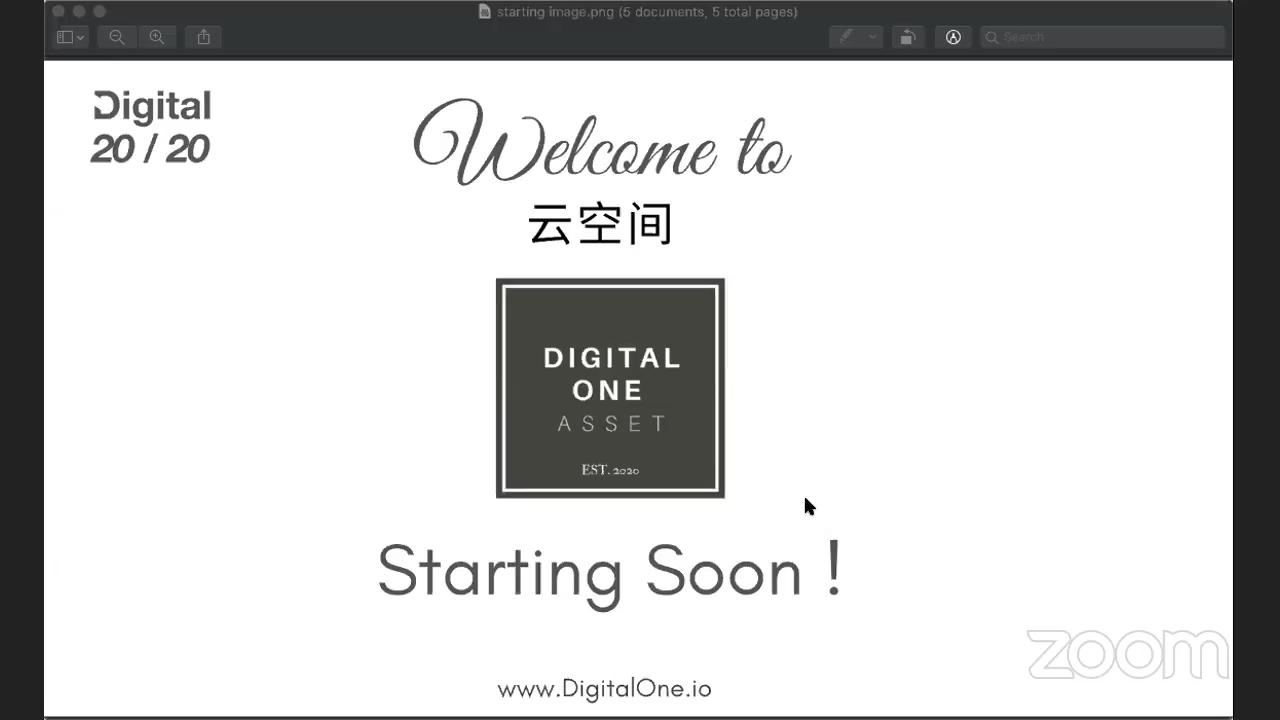 starting image.png (5 documents, 5 total pages)
Search
Digital
20 / 20
Welcome to
云空间
DIGITAL
ONE
ASSET
EST. 2020
Starting Soon !
zoom
www.DigitalOne.io